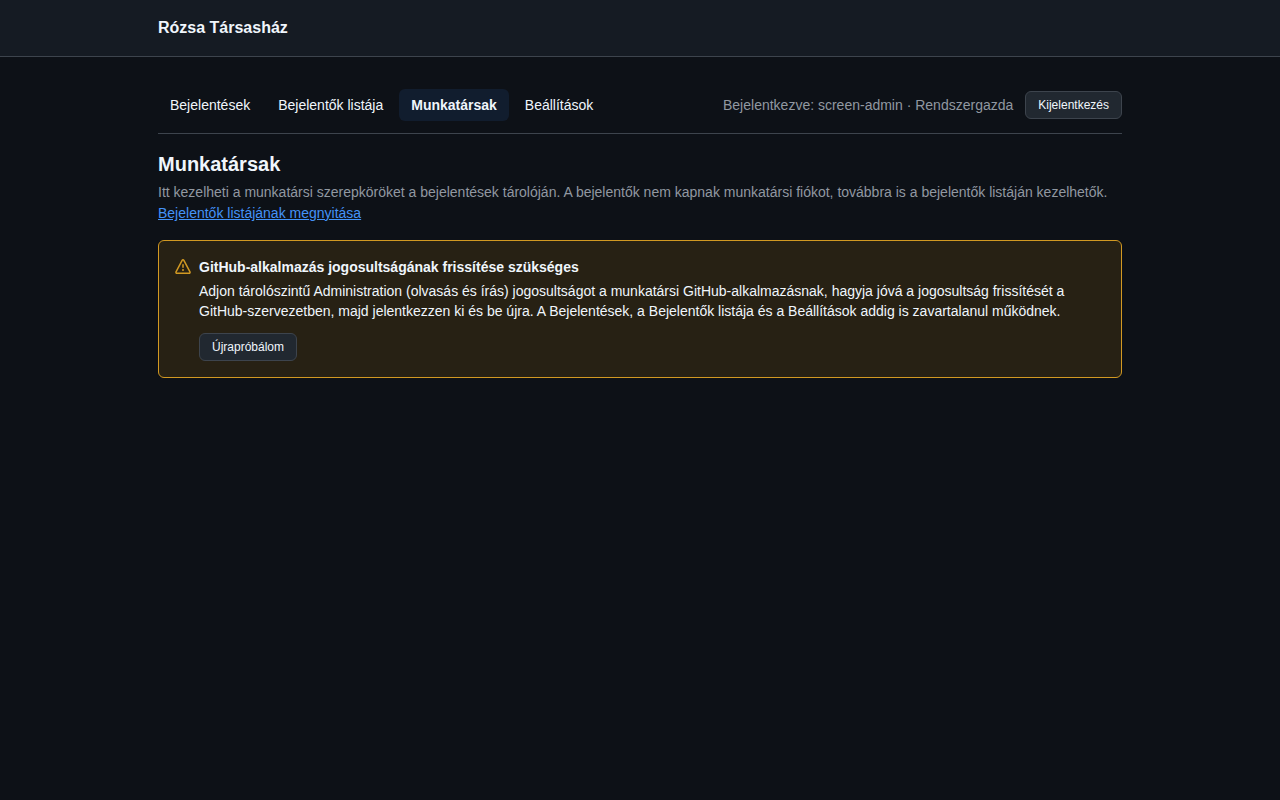 Rózsa Társasház
Bejelentések
Bejelentők listája
Munkatársak
Beállítások
Bejelentkezve: screen-admin · Rendszergazda
Kijelentkezés
Munkatársak
Itt kezelheti a munkatársi szerepköröket a bejelentések tárolóján. A bejelentők nem kapnak munkatársi fiókot, továbbra is a bejelentők listáján kezelhetők.
Bejelentők listájának megnyitása
GitHub-alkalmazás jogosultságának frissítése szükséges
Adjon tárolószintű Administration (olvasás és írás) jogosultságot a munkatársi GitHub-alkalmazásnak, hagyja jóvá a jogosultság frissítését a
GitHub-szervezetben, majd jelentkezzen ki és be újra. A Bejelentések, a Bejelentők listája és a Beállítások addig is zavartalanul működnek.
Újrapróbálom